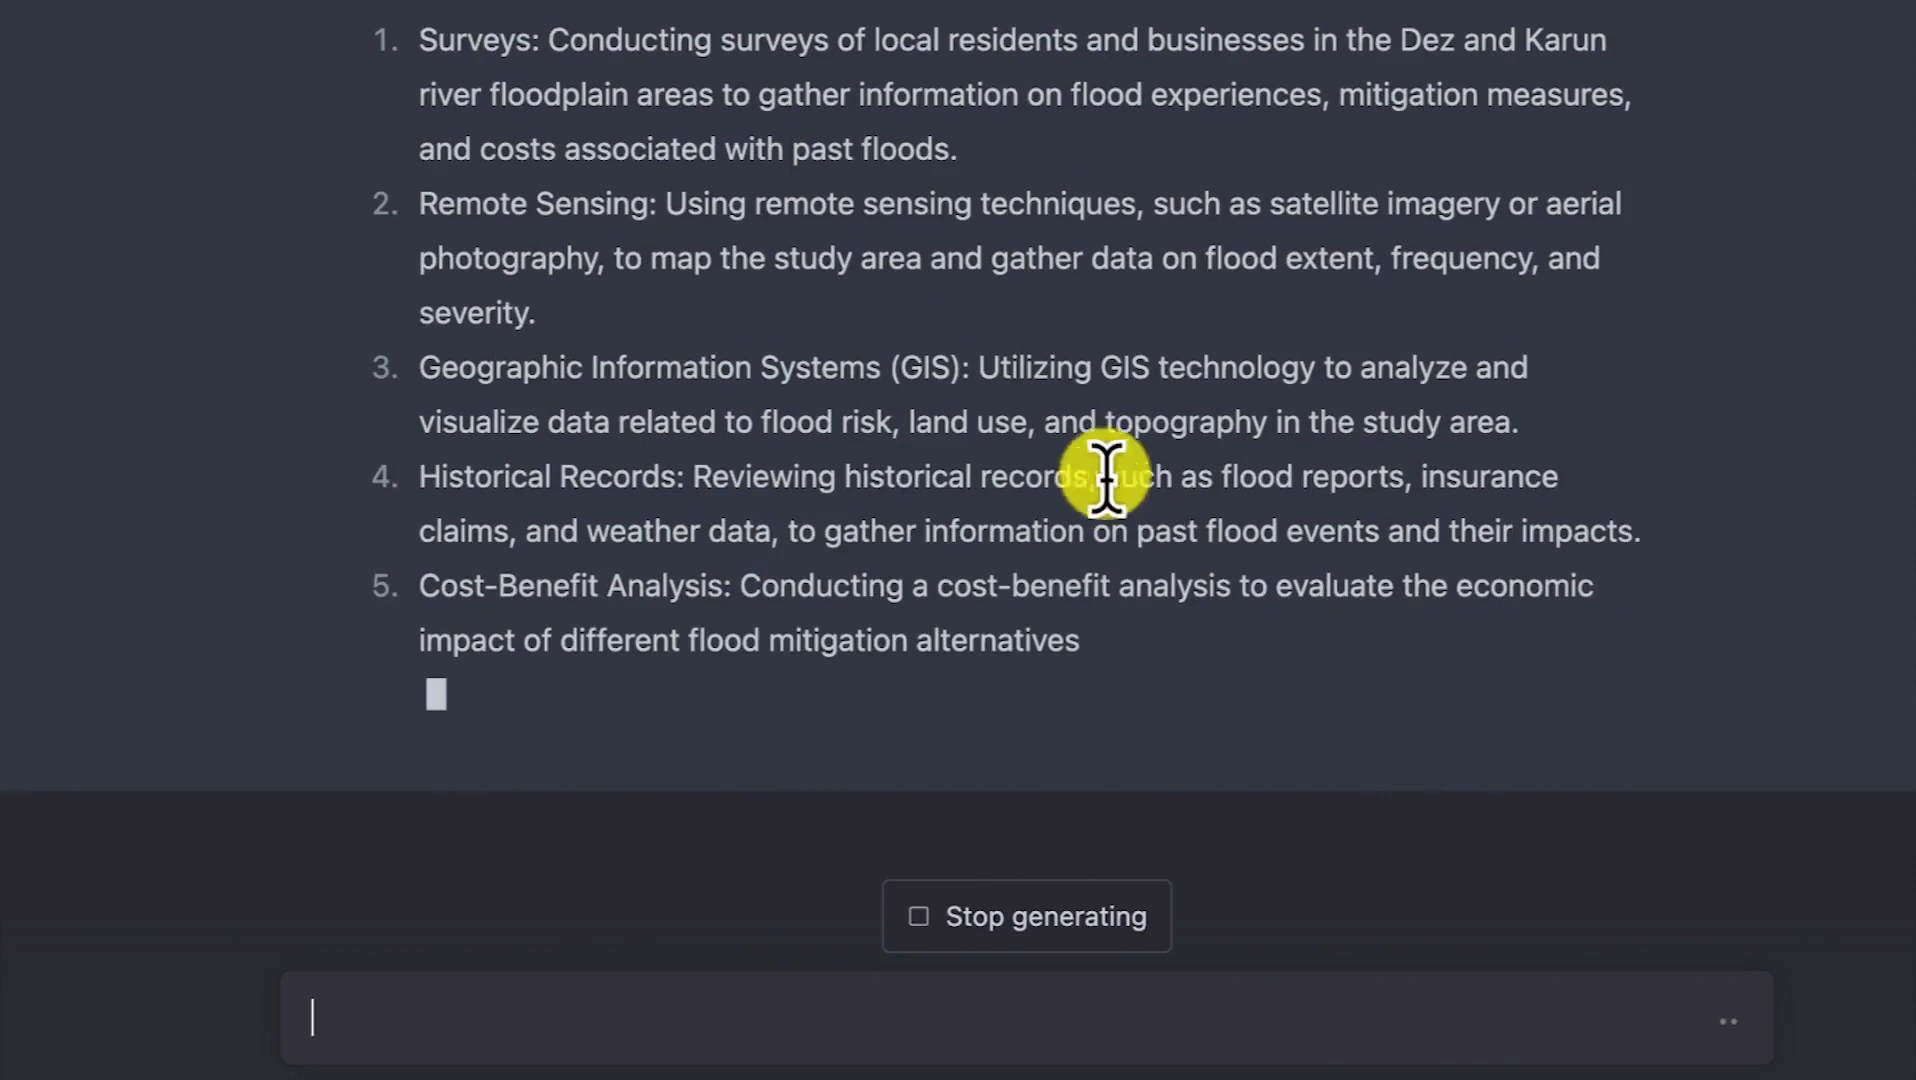 1. Surveys: Conducting surveys of local residents and businesses in the Dez and Karun
river floodplain areas to gather information on flood experiences, mitigation measures,
and costs associated with past floods.
2. Remote Sensing: Using remote sensing techniques, such as satellite imagery or aerial
photography, to map the study area and gather data on flood extent, frequency, and
severity.
3. Geographic Information Systems (GIS): Utilizing GIS technology to analyze and
visualize data related to flood risk, land use, and topography in the study area.
4. Historical Records: Reviewing historical records, such as flood reports, insurance
claims, and weather data, to gather information on past flood events and their impacts.
5. Cost-Benefit Analysis: Conducting a cost-benefit analysis to evaluate the economic
impact of different flood mitigation alternatives
Stop generating